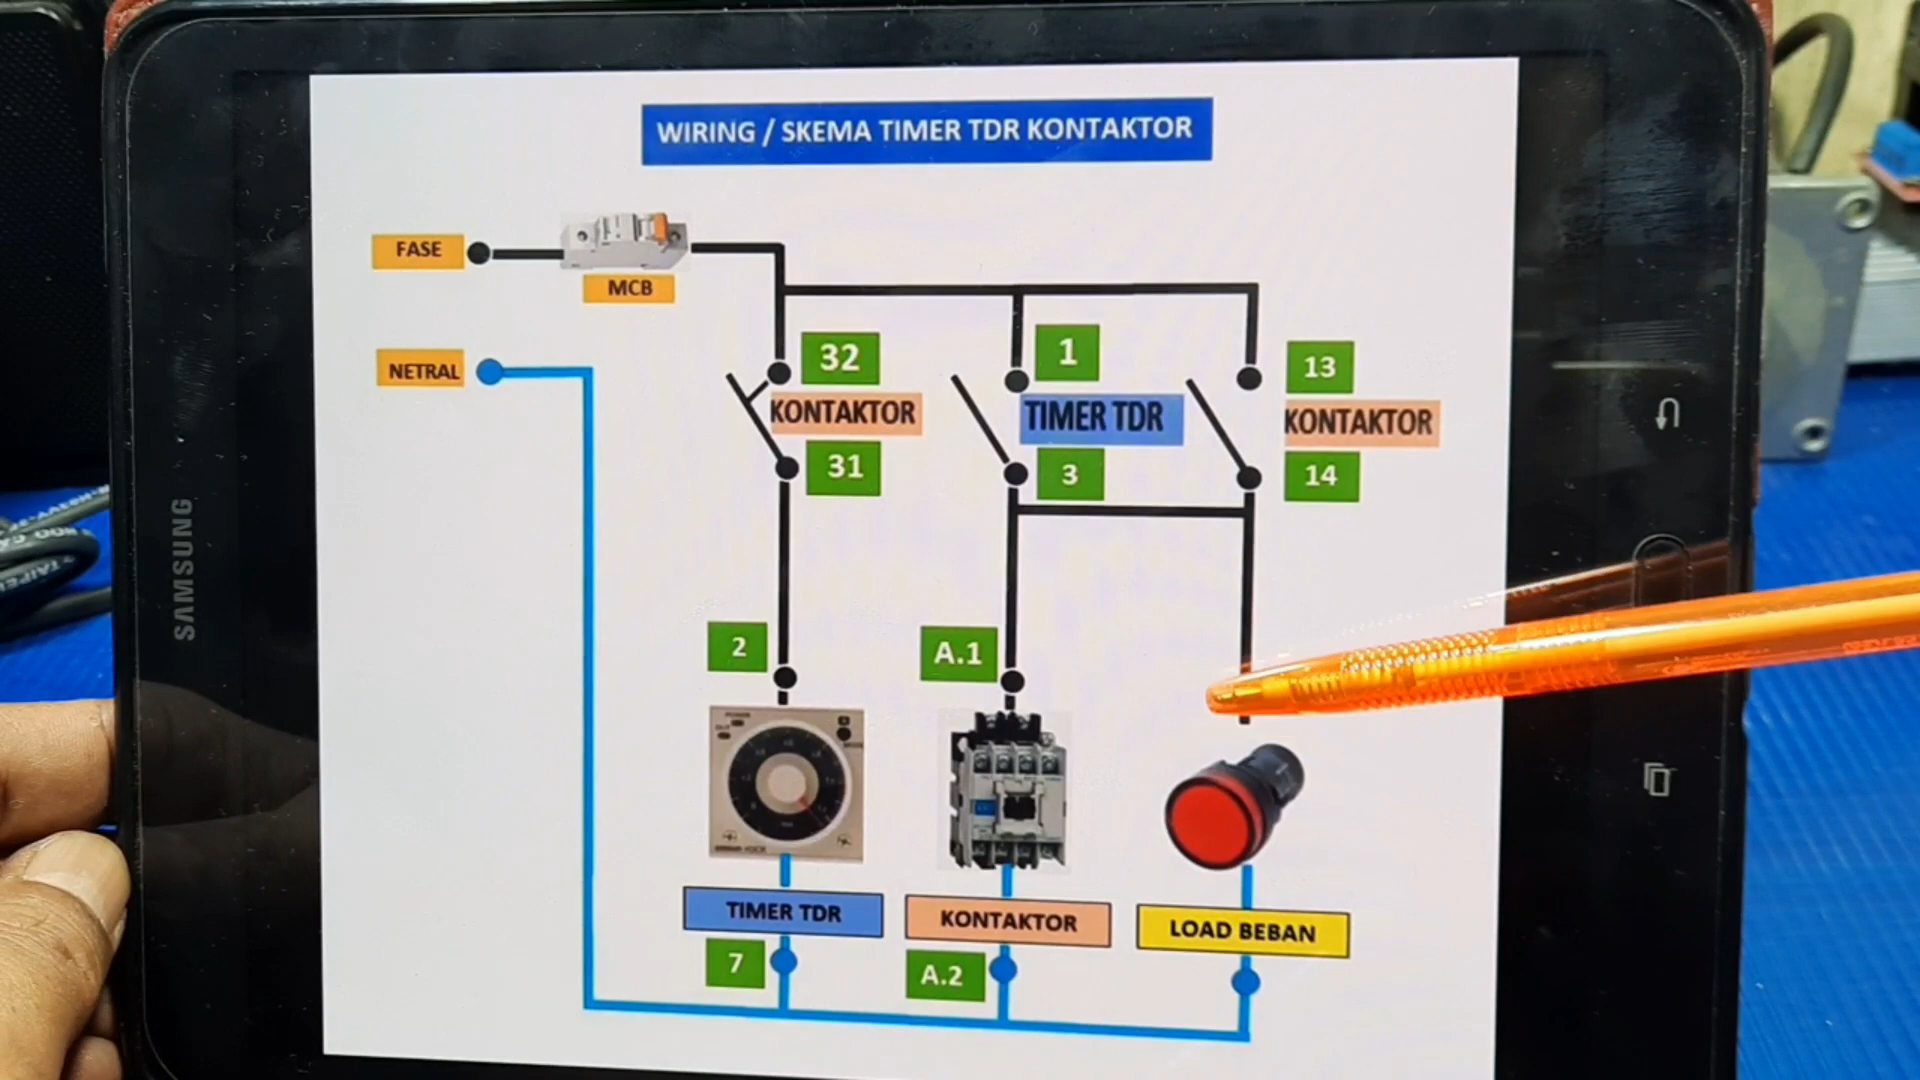 WIRING / SKEMA TIMER TDR KONTAKTOR
FASE
MCB
NETRAL
32
KONTAKTOR
31
1
TIMER TDR
3
13
KONTAKTOR
14
2
A.1
TIMER TDR
7
KONTAKTOR
A.2
LOAD BEBAN
SAMSUNG